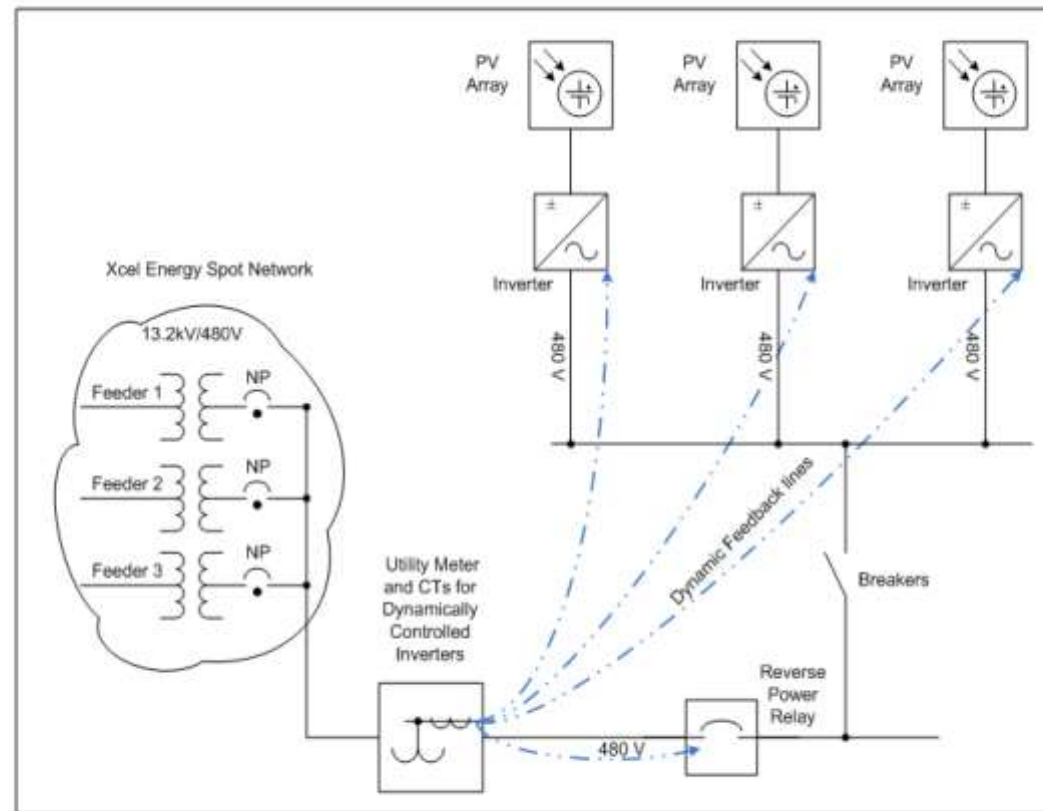 PV
Array
PV
Array
PV
Array
±
±
±
Inverter
Inverter
Inverter
480 V
480 V
480 V
Xcel Energy Spot Network
13.2kV/480V
Feeder 1
NP
Feeder 2
NP
Feeder 3
NP
Utility Meter
and CTs for
Dynamically
Controlled
Inverters
Dynamic Feedback lines
Breakers
Reverse
Power
Relay
480 V